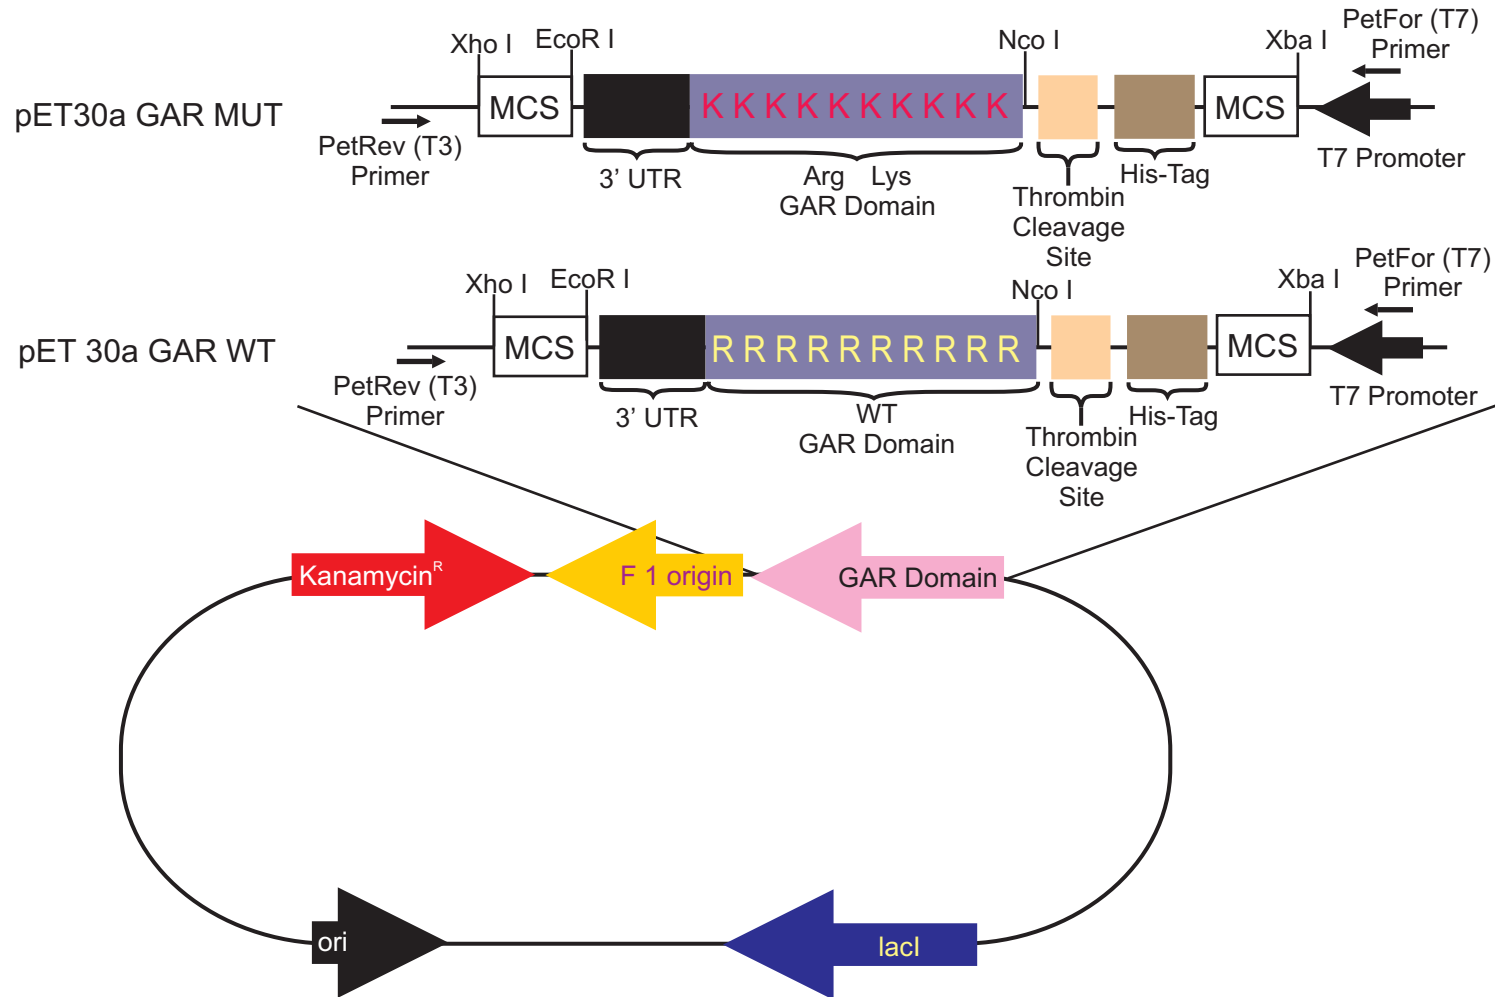 pET30a GAR MUT
Xho I
EcoR I
Nco I
Xba I
PetFor (T7)
Primer
MCS
K K K K K K K K K K
MCS
PetRev (T3)
Primer
3' UTR
Arg Lys
GAR Domain
Thrombin
Cleavage
Site
His-Tag
T7 Promoter
pET 30a GAR WT
Xho I
EcoR I
Nco I
Xba I
PetFor (T7)
Primer
MCS
R R R R R R R R R R
MCS
PetRev (T3)
Primer
3' UTR
WT
GAR Domain
Thrombin
Cleavage
Site
His-Tag
T7 Promoter
Kanamycin^R
F 1 origin
GAR Domain
ori
lacI